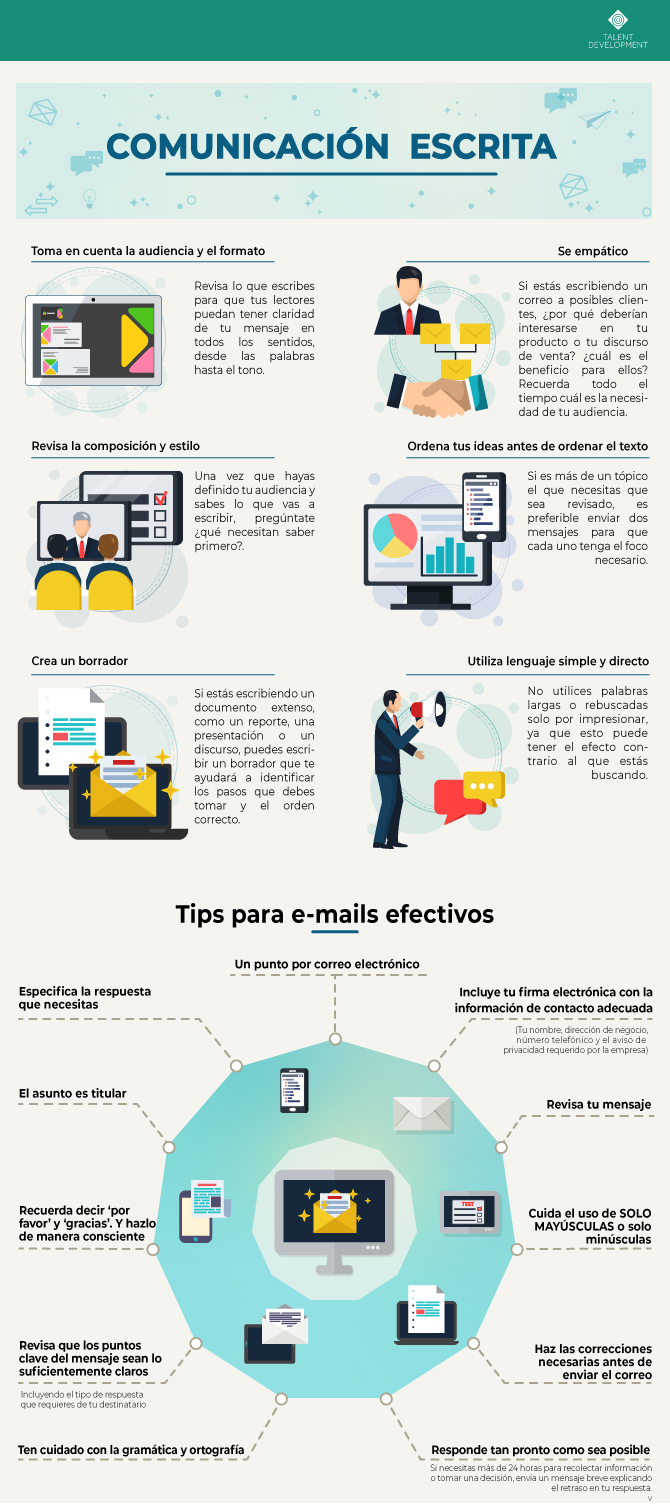 TALENT
DEVELOPMENT
COMUNICACIÓN ESCRITA
Toma en cuenta la audiencia y el formato
Revisa lo que escribes
para que tus lectores
puedan tener claridad
de tu mensaje en
todos los sentidos,
desde las palabras
hasta el tono.
Se empático
Si estás escribiendo un
correo a posibles clien-
tes, ¿por qué deberían
interesarse en tu
producto o tu discurso
de venta? ¿cuál es el
beneficio para ellos?
Recuerda todo el
tiempo cuál es la necesi-
dad de tu audiencia.
Revisa la composición y estilo
Una vez que hayas
definido tu audiencia y
sabes lo que vas a
escribir, pregúntate
¿qué necesitan saber
primero?.
Ordena tus ideas antes de ordenar el texto
Si es más de un tópico
el que necesitas que
sea revisado, es
preferible enviar dos
mensajes para que
cada uno tenga el foco
necesario.
Crea un borrador
Si estás escribiendo un
documento extenso,
como un reporte, una
presentación o un
discurso, puedes escri-
bir un borrador que te
ayudará a identificar
los pasos que debes
tomar y el orden
correcto.
Utiliza lenguaje simple y directo
No utilices palabras
largas o rebuscadas
solo por impresionar,
ya que esto puede
tener el efecto con-
trario al que estás
buscando.
Tips para e-mails efectivos
Un punto por correo electrónico
Especifica la respuesta
que necesitas
Incluye tu firma electrónica con la
información de contacto adecuada
(Tu nombre, dirección de negocio,
número telefónico y el aviso de
privacidad requerido por la empresa)
El asunto es titular
Revisa tu mensaje
Recuerda decir ‘por
favor’ y ‘gracias’. Y hazlo
de manera consciente
TEST
Cuida el uso de SOLO
MAYÚSCULAS o solo
minúsculas
Revisa que los puntos
clave del mensaje sean lo
suficientemente claros
Incluyendo el tipo de respuesta
que requieres de tu destinatario
Haz las correcciones
necesarias antes de
enviar el correo
Ten cuidado con la gramática y ortografía
Responde tan pronto como sea posible
Si necesitas más de 24 horas para recolectar información
o tomar una decisión, envía un mensaje breve explicando
el retraso en tu respuesta.
v